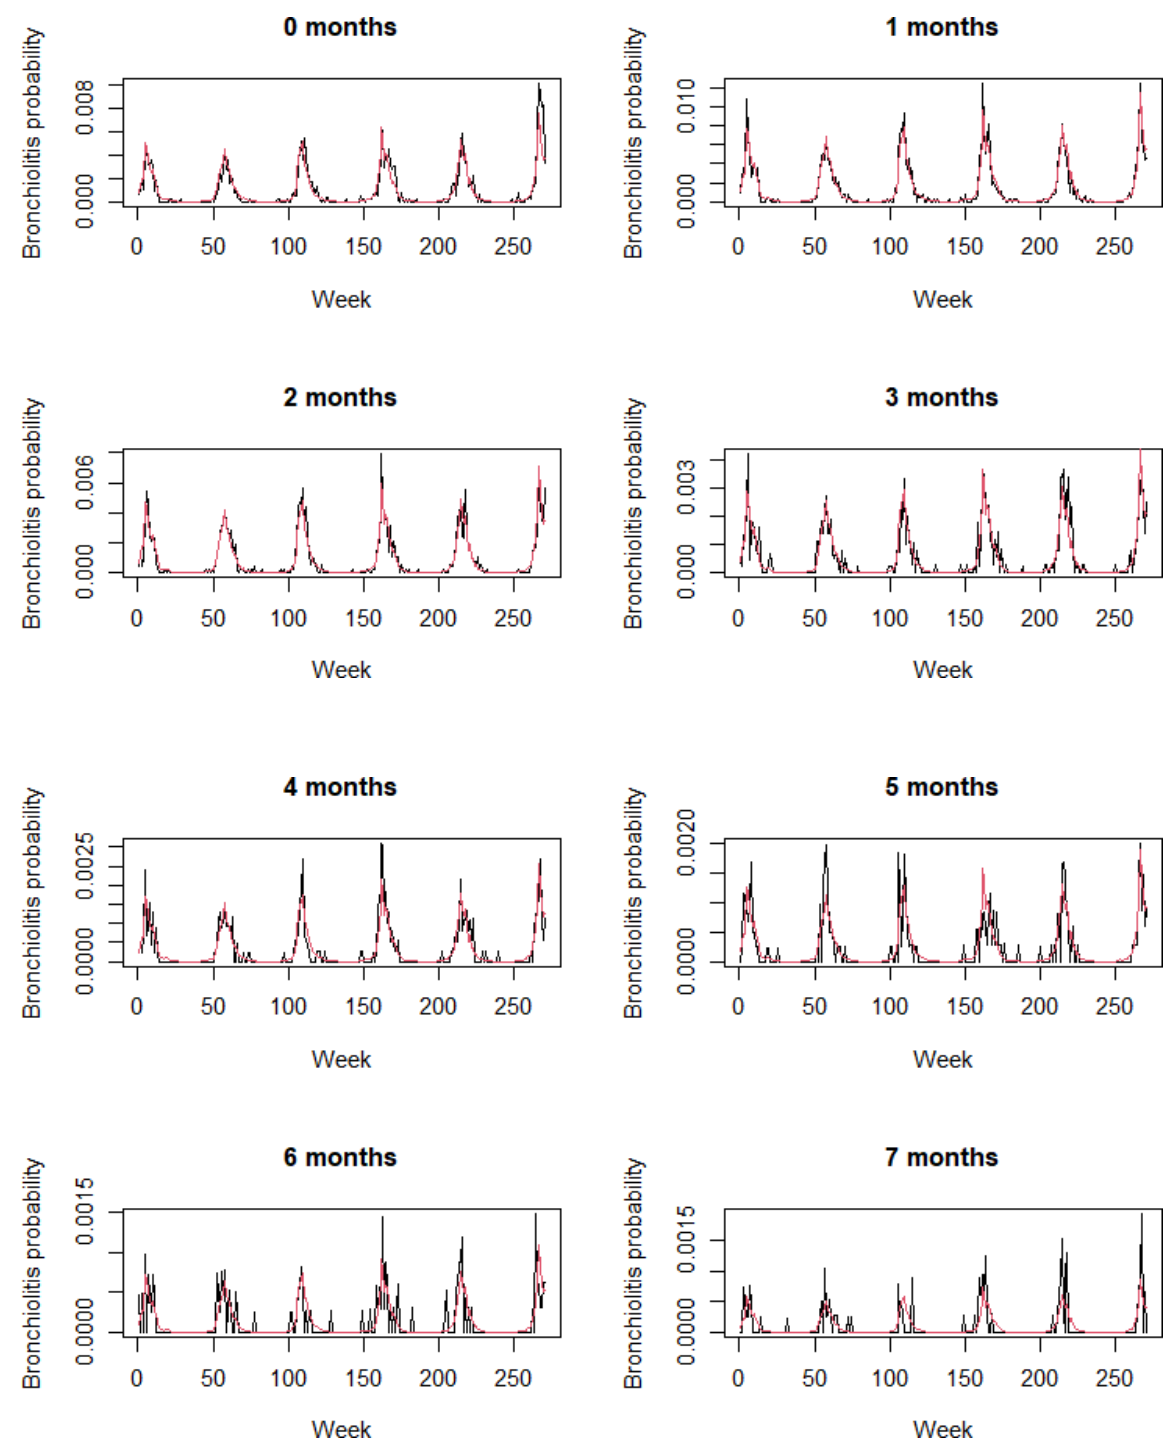 0 months
Bronchiolitis probability
0.008
0.000
0 50 100 150 200 250
Week
1 months
Bronchiolitis probability
0.010
0.000
0 50 100 150 200 250
Week
2 months
Bronchiolitis probability
0.006
0.000
0 50 100 150 200 250
Week
3 months
Bronchiolitis probability
0.003
0.000
0 50 100 150 200 250
Week
4 months
Bronchiolitis probability
0.0025
0.0000
0 50 100 150 200 250
Week
5 months
Bronchiolitis probability
0.0020
0.0000
0 50 100 150 200 250
Week
6 months
Bronchiolitis probability
0.0015
0.0000
0 50 100 150 200 250
Week
7 months
Bronchiolitis probability
0.0015
0.0000
0 50 100 150 200 250
Week